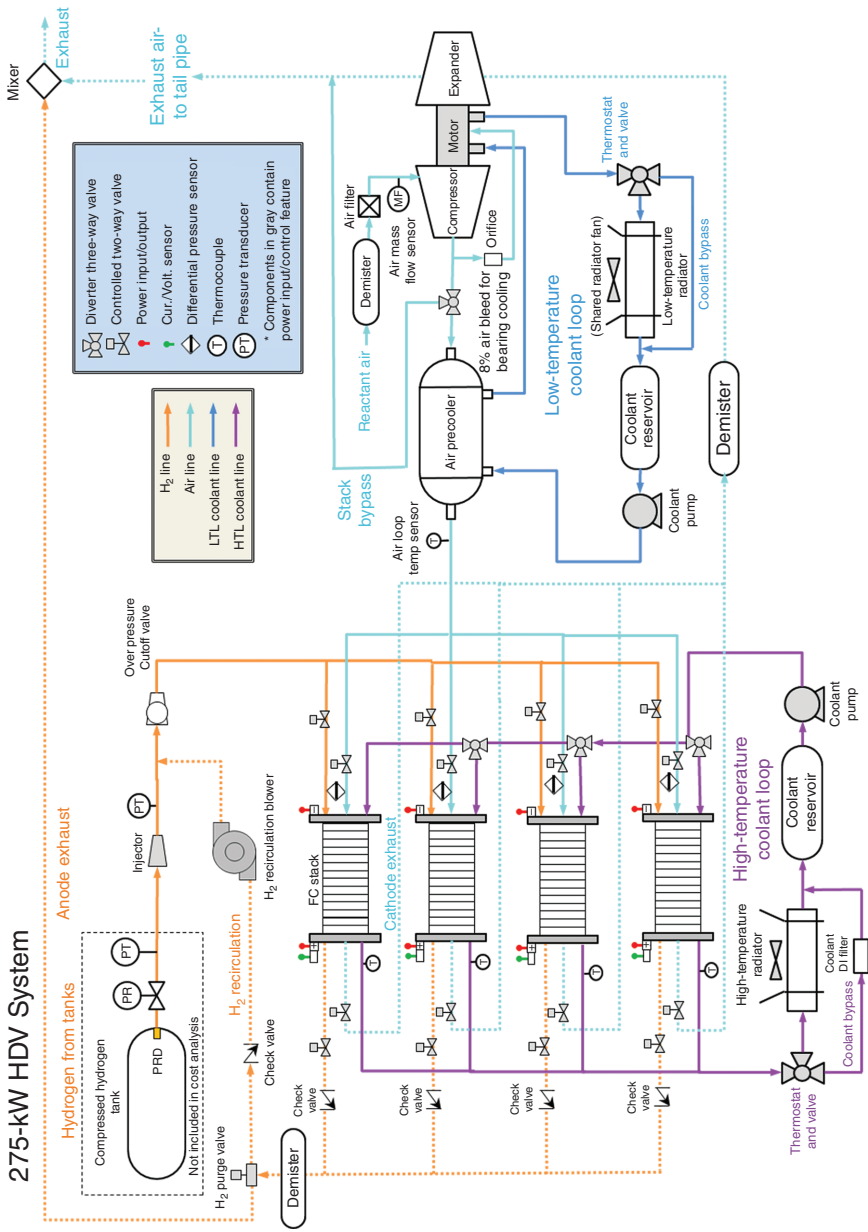 275-kW HDV System
Hydrogen from tanks
Compressed hydrogen
tank
PRD
Not included in cost analysis
PR
PT
Injector
PT
Over pressure
Cutoff valve
Anode exhaust
H2 recirculation
H2 recirculation blower
Check valve
H2 purge valve
Demister
H2 line
Air line
LTL coolant line
HTL coolant line
Diverter three-way valve
Controlled two-way valve
Power input/output
Cur./Volt. sensor
Differential pressure sensor
T
Thermocouple
PT
Pressure transducer
* Components in gray contain
power input/control feature
Mixer
Exhaust
Exhaust air-
to tail pipe
Stack
bypass
Reactant air
Demister
Air filter
MF
Air mass
flow sensor
Compressor
Motor
Expander
Orifice
8% air bleed for
bearing cooling
Air precooler
T
Air loop
temp sensor
Low-temperature
coolant loop
Thermostat
and valve
(Shared radiator fan)
Low-temperature
radiator
Coolant bypass
Coolant
reservoir
Coolant
pump
Demister
Check
valve
FC stack
+
−
T
Cathode exhaust
Check
valve
+
−
T
Check
valve
+
−
T
Check
valve
+
−
T
High-temperature
coolant loop
Thermostat
and valve
High-temperature
radiator
Coolant
DI filter
Coolant bypass
Coolant
reservoir
Coolant
pump